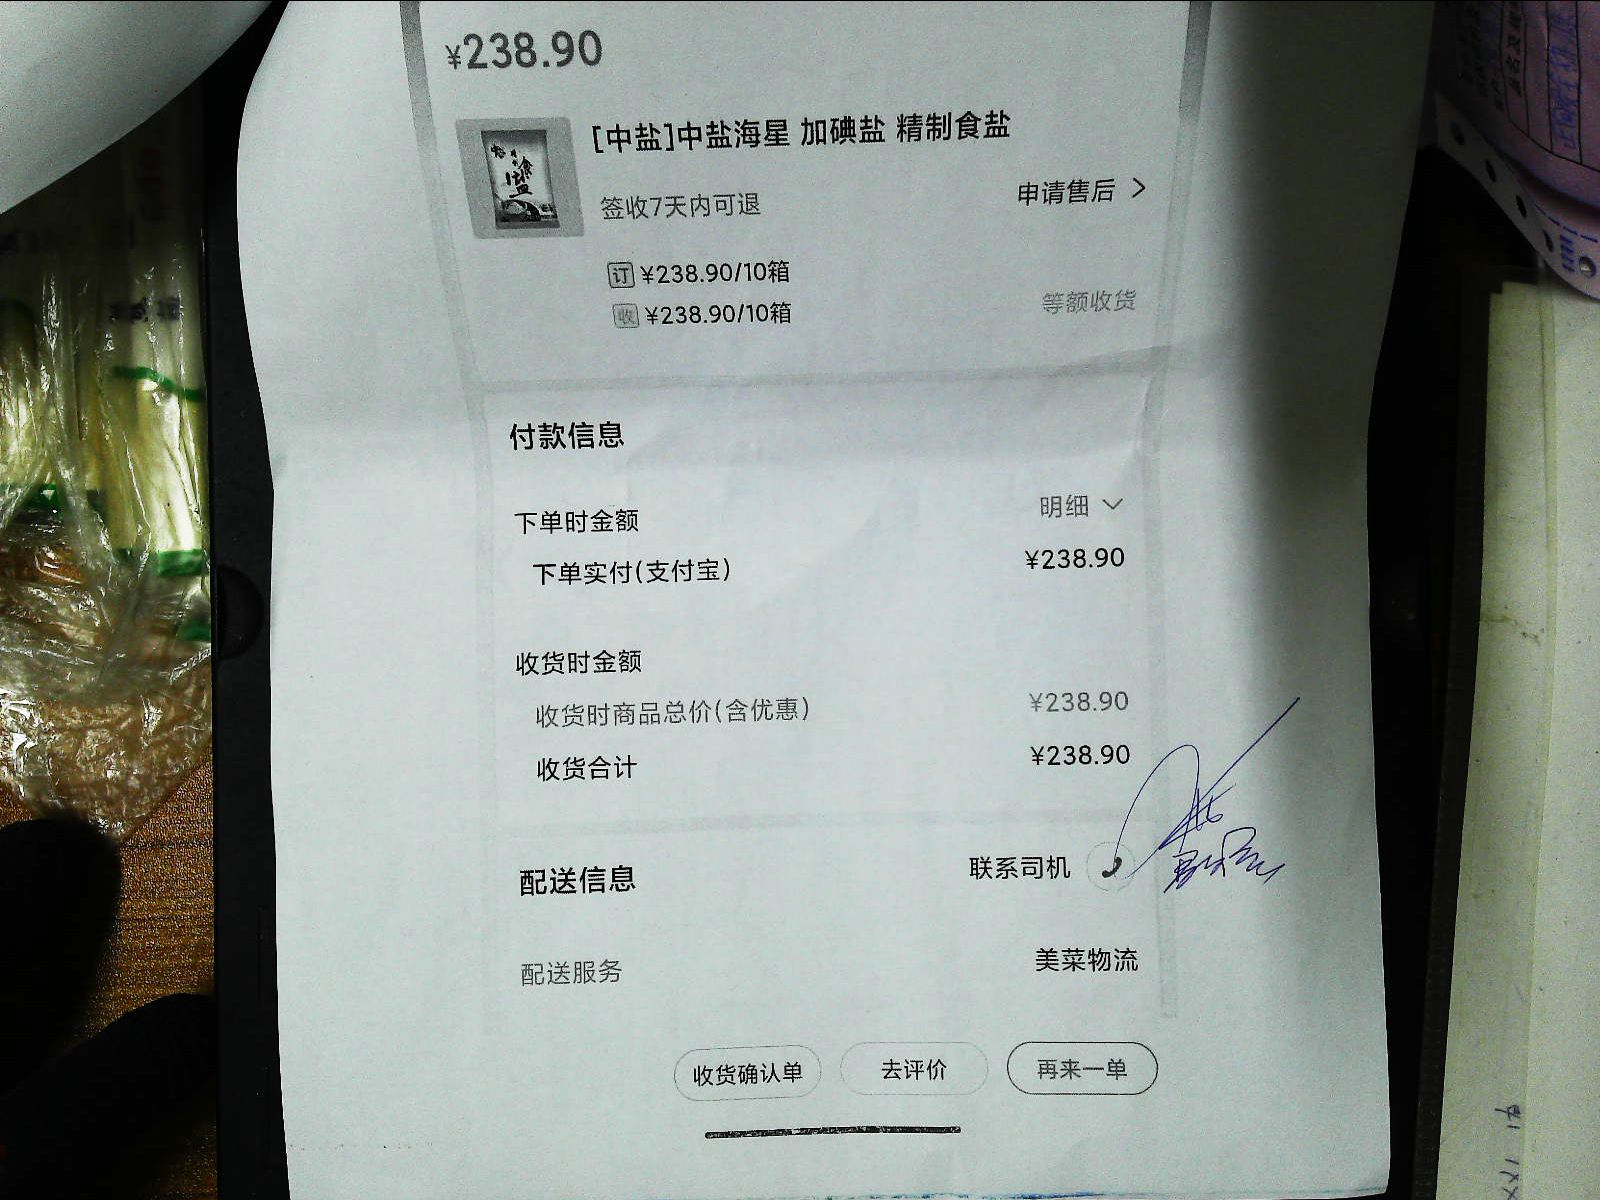 ¥238.90
[中盐]中盐海星 加碘盐 精制食盐
签收7天内可退
申请售后 >
订 ¥238.90/10箱
收 ¥238.90/10箱
等额收货
付款信息
下单时金额
明细
下单实付(支付宝)
¥238.90
收货时金额
收货时商品总价(含优惠)
¥238.90
收货合计
¥238.90
配送信息
联系司机
配送服务
美菜物流
收货确认单
去评价
再来一单